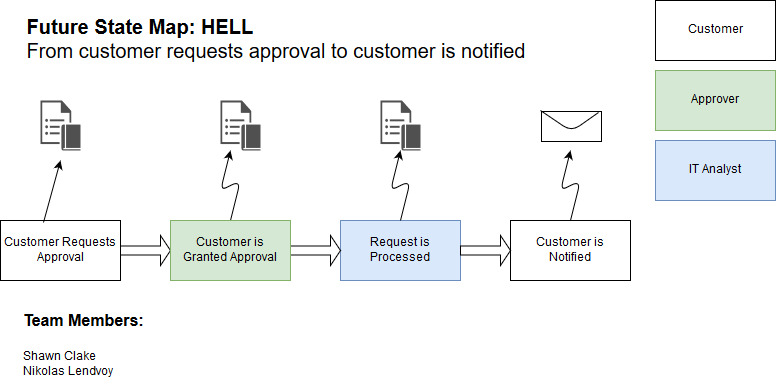 Future State Map: HELL
From customer requests approval to customer is notified
Customer
Approver
IT Analyst
Customer Requests
Approval
Customer is
Granted Approval
Request is
Processed
Customer is
Notified
Team Members:
Shawn Clake
Nikolas Lendvoy